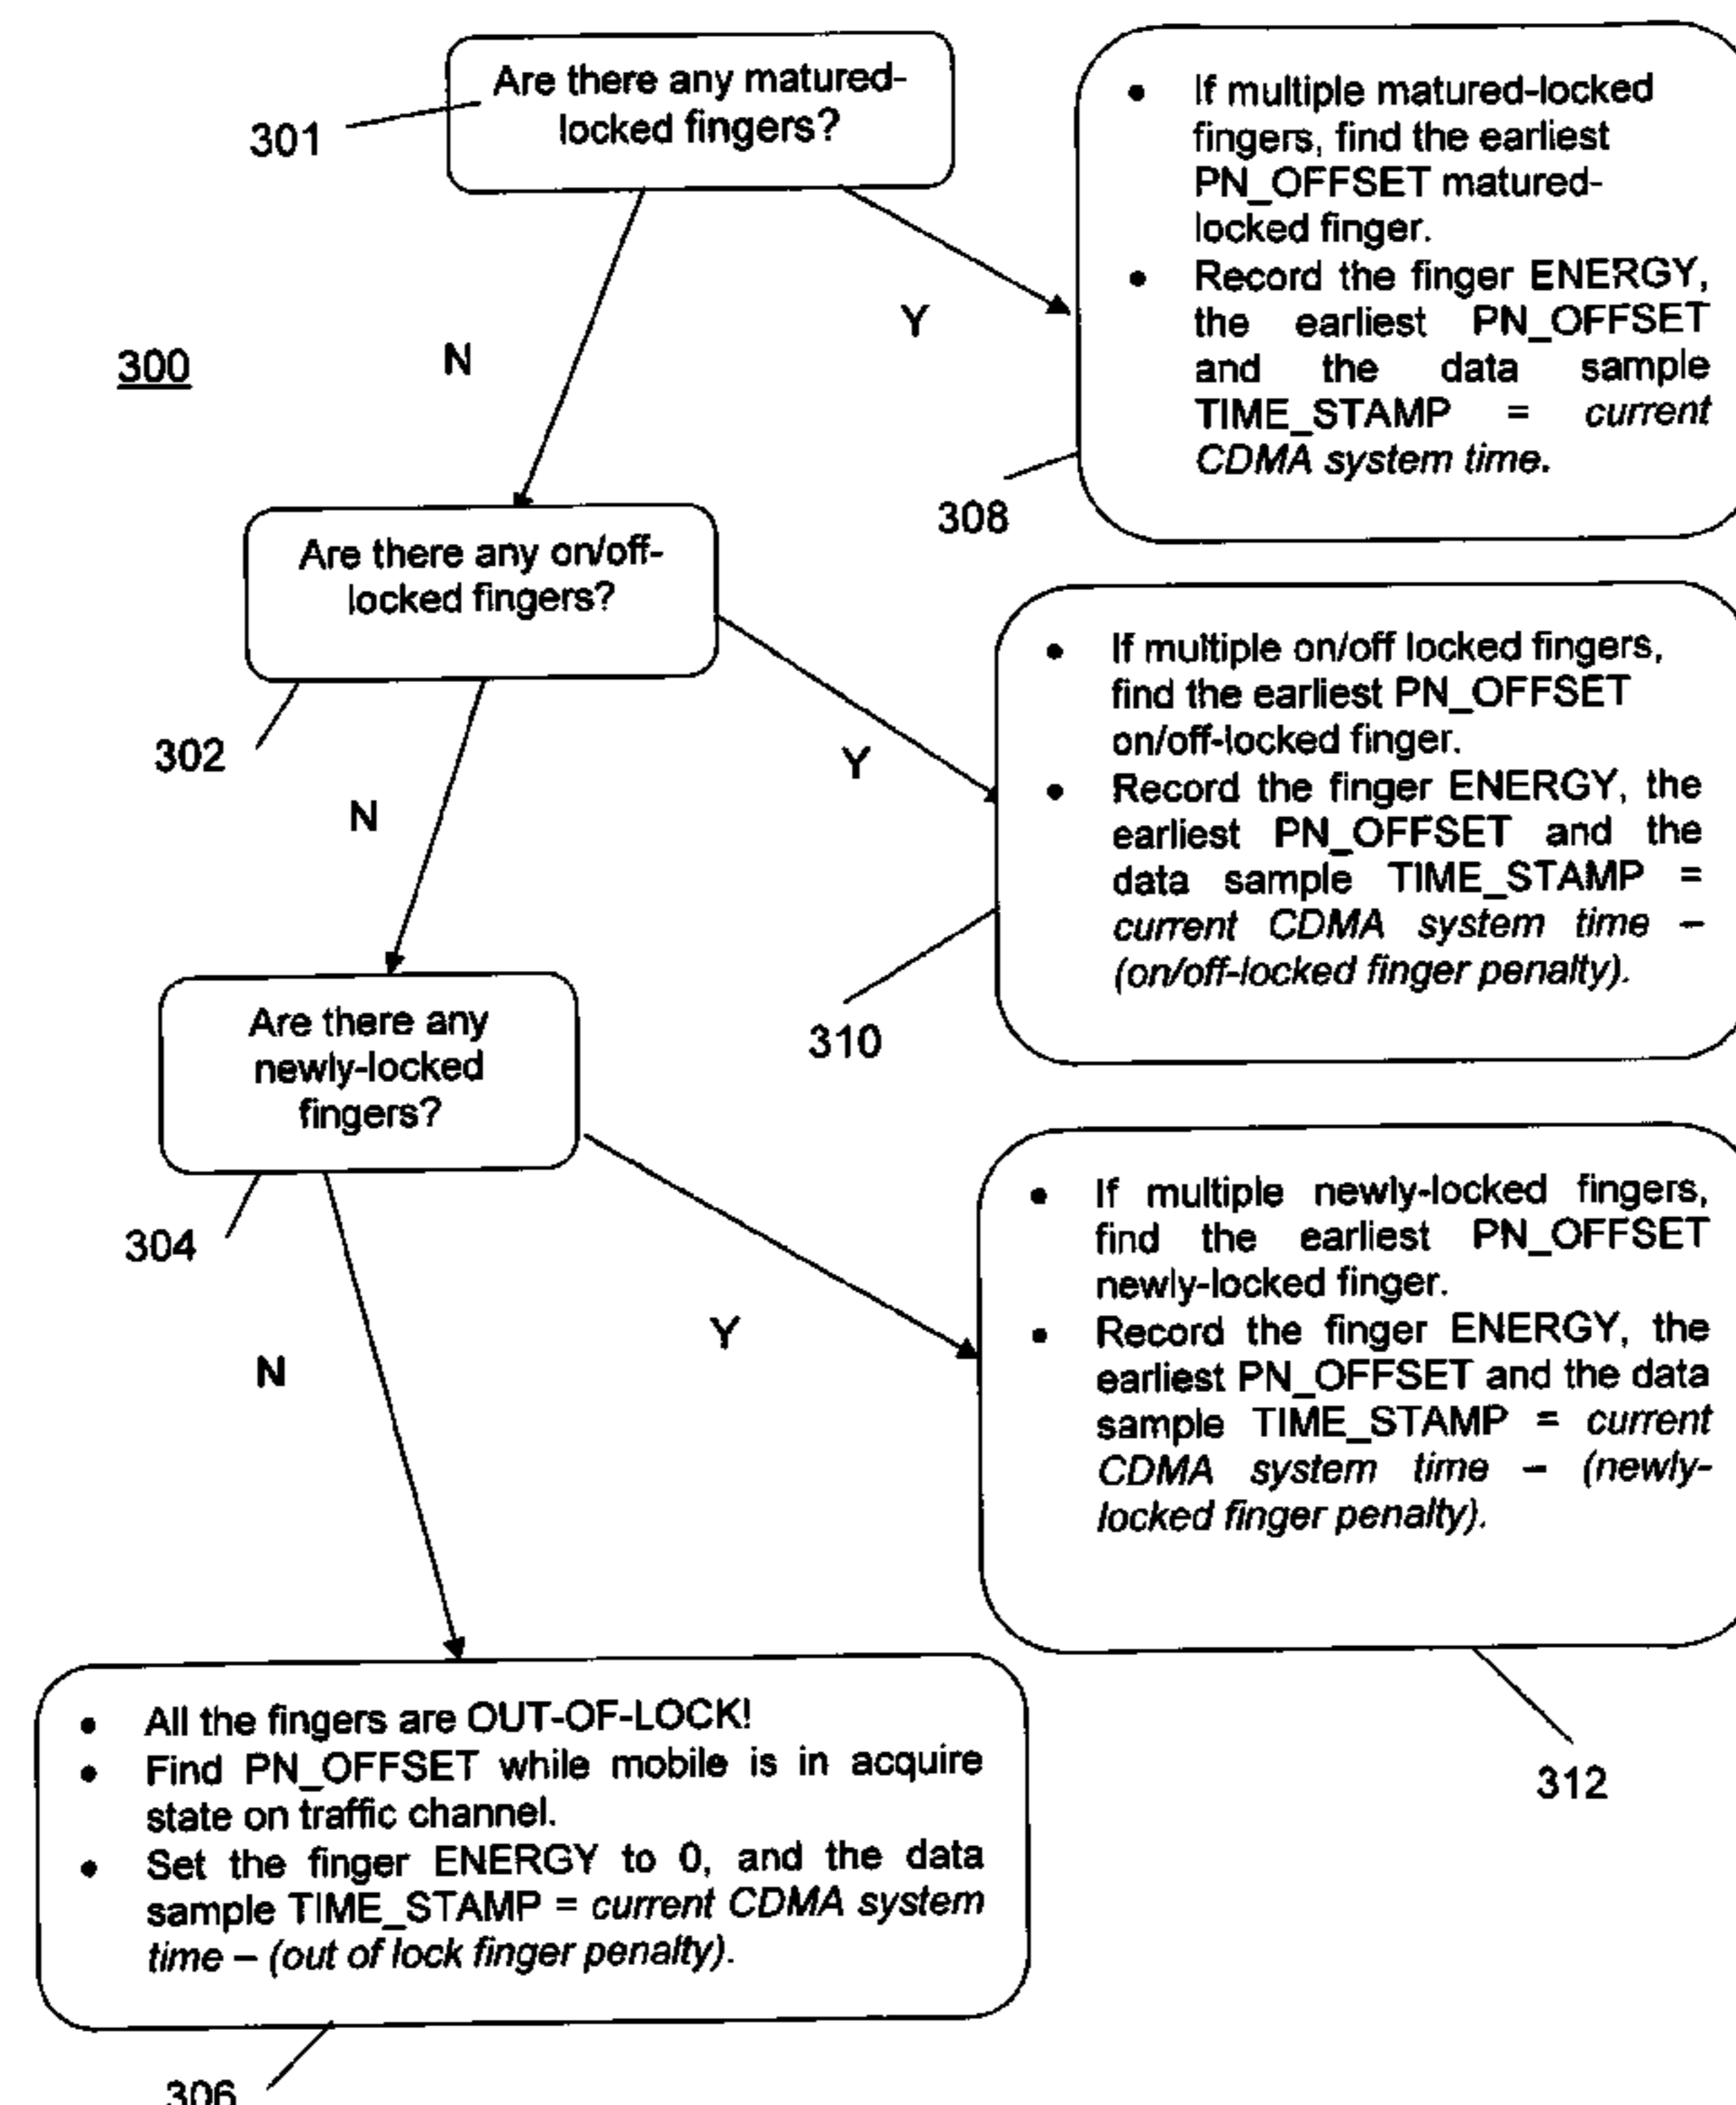 Are there any matured-
locked fingers?
301
• If multiple matured-locked
fingers, find the earliest
PN_OFFSET matured-
locked finger.
• Record the finger ENERGY,
the earliest PN_OFFSET
and the data sample
TIME_STAMP = current
CDMA system time.
308
300
N
Y
Are there any on/off-
locked fingers?
302
• If multiple on/off locked fingers,
find the earliest PN_OFFSET
on/off-locked finger.
• Record the finger ENERGY, the
earliest PN_OFFSET and the
data sample TIME_STAMP =
current CDMA system time –
(on/off-locked finger penalty).
310
N
Y
Are there any
newly-locked
fingers?
304
• If multiple newly-locked fingers,
find the earliest PN_OFFSET
newly-locked finger.
• Record the finger ENERGY, the
earliest PN_OFFSET and the data
sample TIME_STAMP = current
CDMA system time – (newly-
locked finger penalty).
312
N
Y
• All the fingers are OUT-OF-LOCK!
• Find PN_OFFSET while mobile is in acquire
state on traffic channel.
• Set the finger ENERGY to 0, and the data
sample TIME_STAMP = current CDMA system
time – (out of lock finger penalty).
306